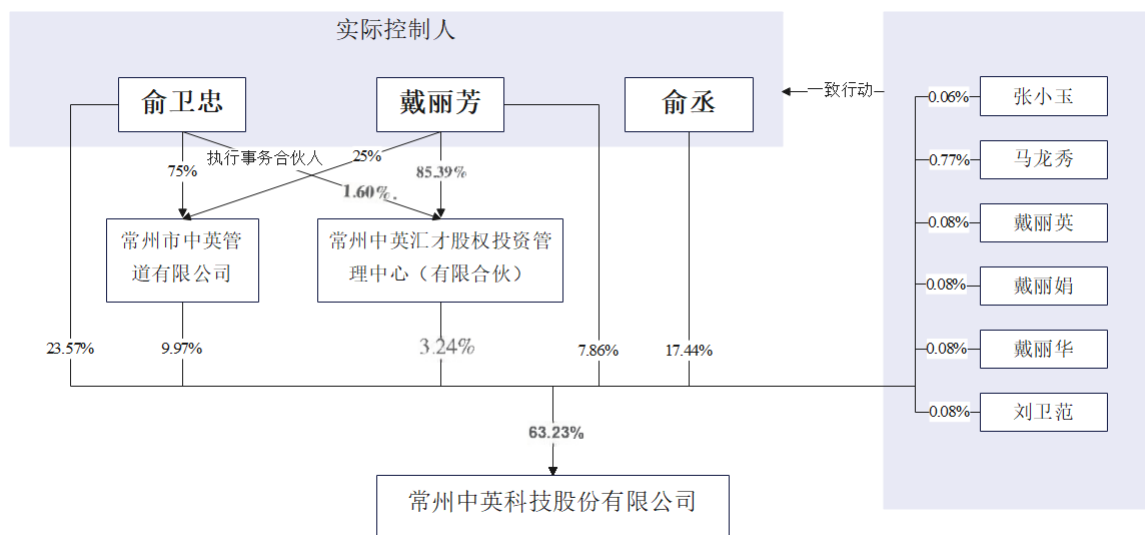 实际控制人
俞卫忠
戴丽芳
俞丞
一致行动
执行事务合伙人
75%
25%
85.39%
1.60%.
常州市中英管
道有限公司
常州中英汇才股权投资管
理中心（有限合伙）
23.57%
9.97%
3.24%
7.86%
17.44%
0.06%
张小玉
0.77%
马龙秀
0.08%
戴丽英
0.08%
戴丽娟
0.08%
戴丽华
0.08%
刘卫范
63.23%
常州中英科技股份有限公司